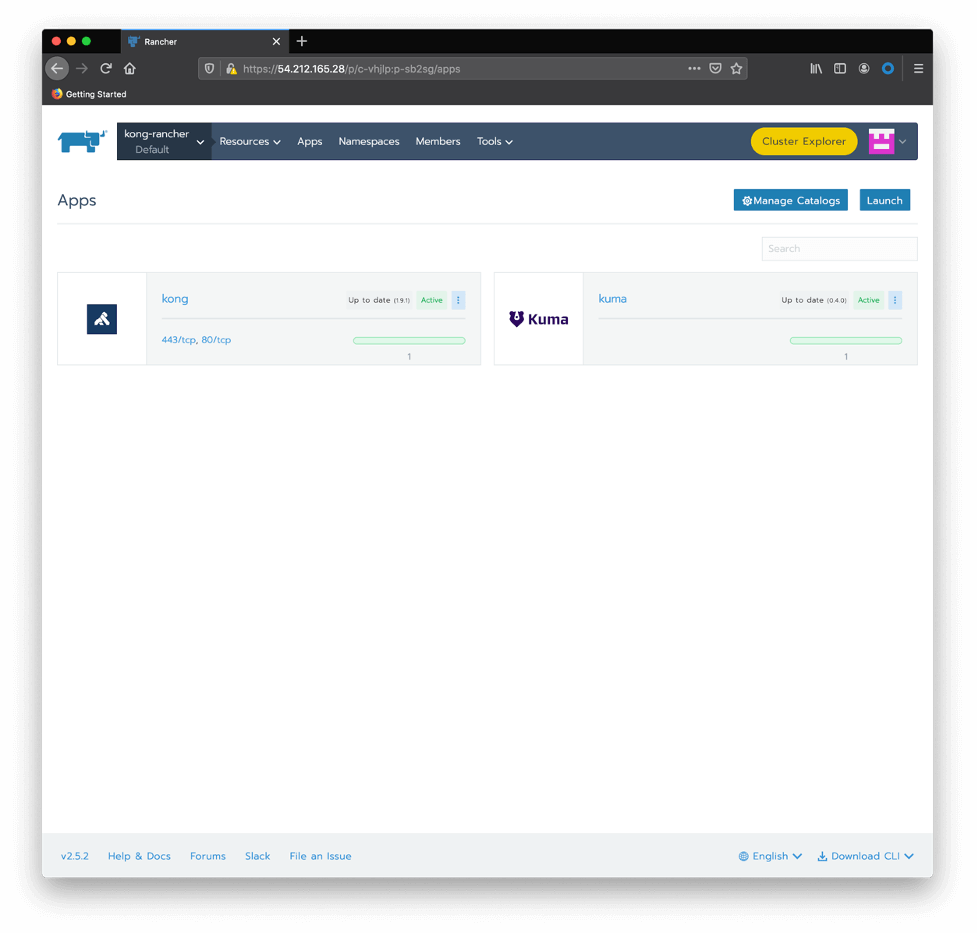 Rancher
https://54.212.165.28/p/c-vhjlp:p-sb2sg/apps
Getting Started
kong-rancher
Default
Resources Apps Namespaces Members Tools Cluster Explorer
Apps
Manage Catalogs Launch
Search
kong Up to date (1.9.1) Active
443/tcp, 80/tcp
1
Kuma
kuma Up to date (0.4.0) Active
1
v2.5.2 Help & Docs Forums Slack File an Issue English Download CLI